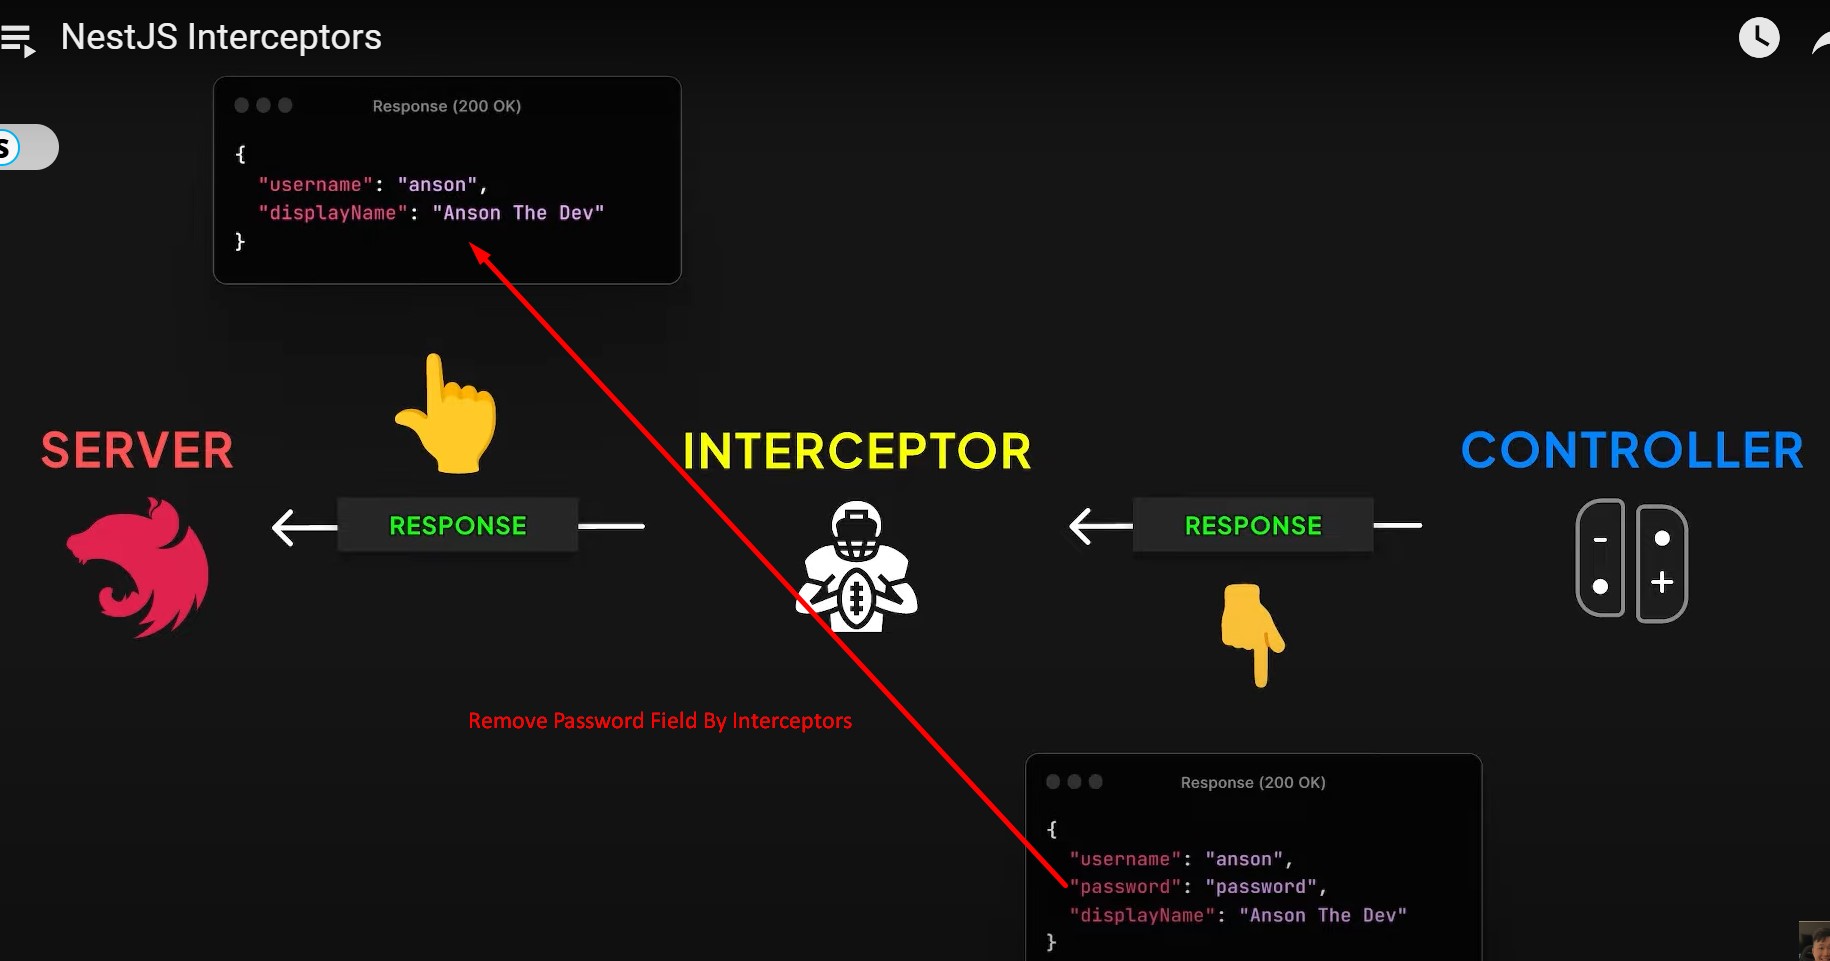 NestJS Interceptors
Response (200 OK)
S
{
"username": "anson",
"displayName": "Anson The Dev"
}
SERVER
INTERCEPTOR
CONTROLLER
RESPONSE
RESPONSE
Remove Password Field By Interceptors
Response (200 OK)
{
"username": "anson",
"password": "password",
"displayName": "Anson The Dev"
}